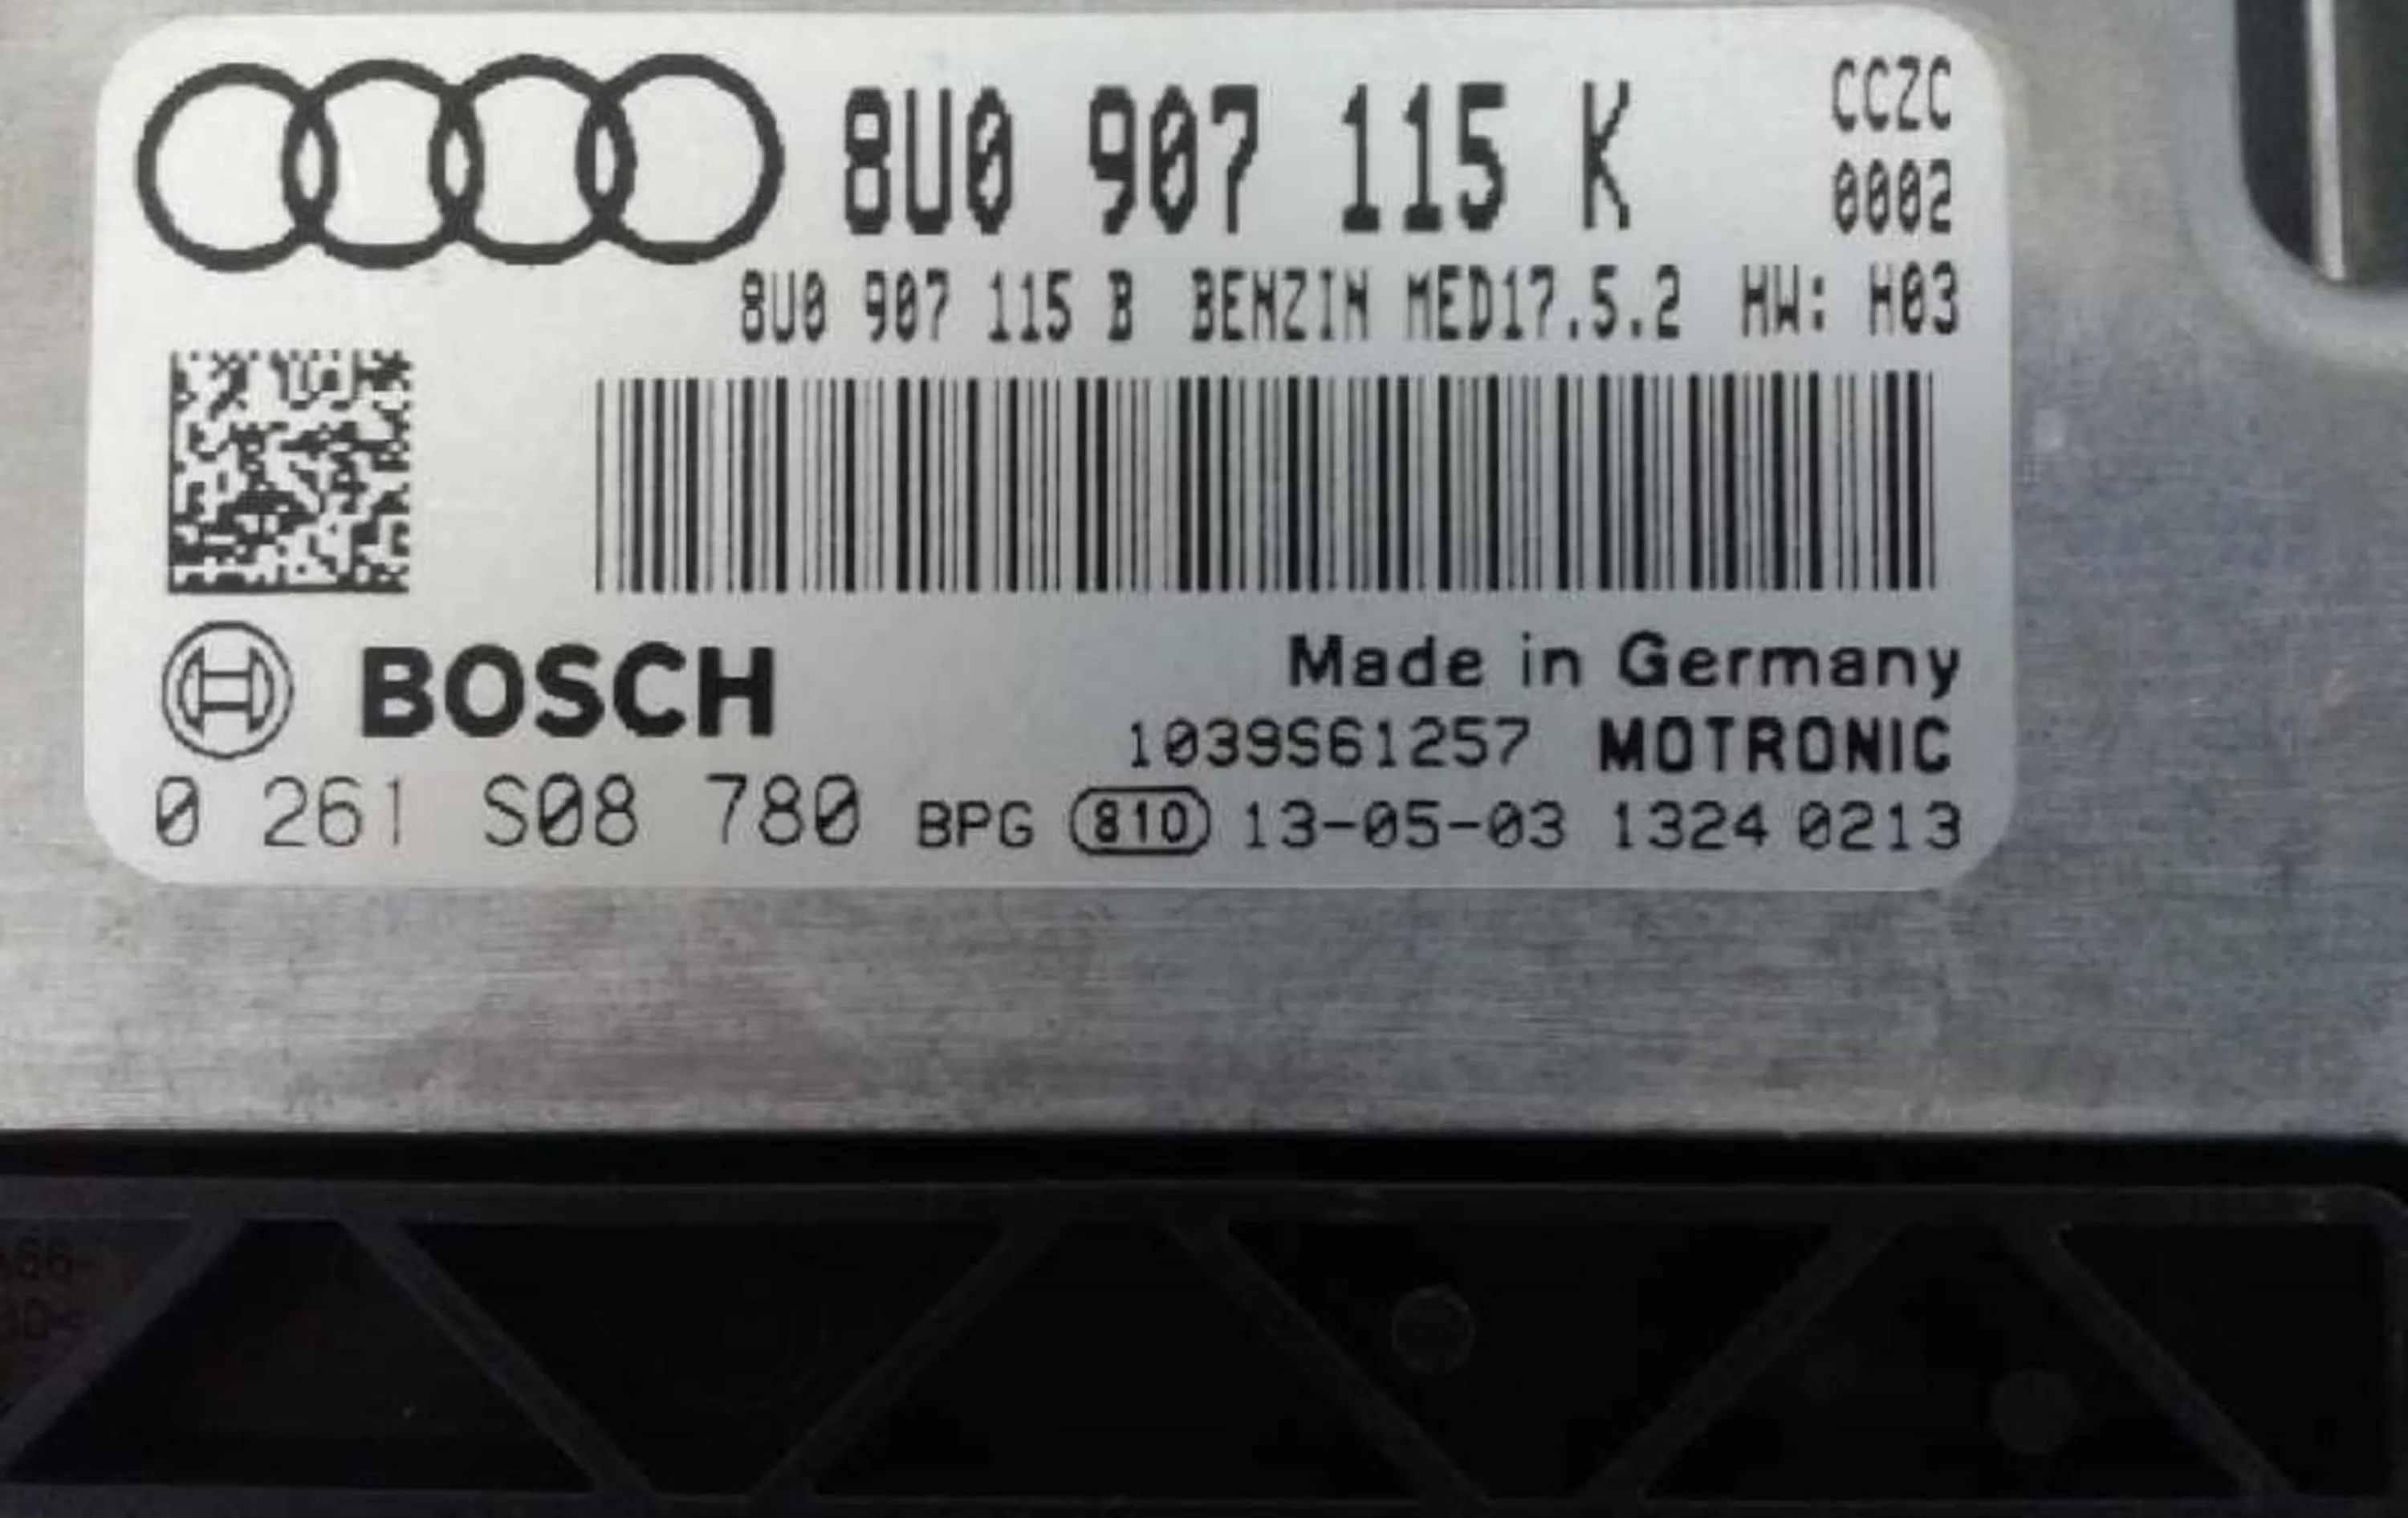 8U0 907 115 K
CCZC
0002
8U0 907 115 B BENZIN MED17.5.2 HW: H03
BOSCH
Made in Germany
1039S61257 MOTRONIC
0 261 S08 780 BPG 810 13-05-03 1324 0213